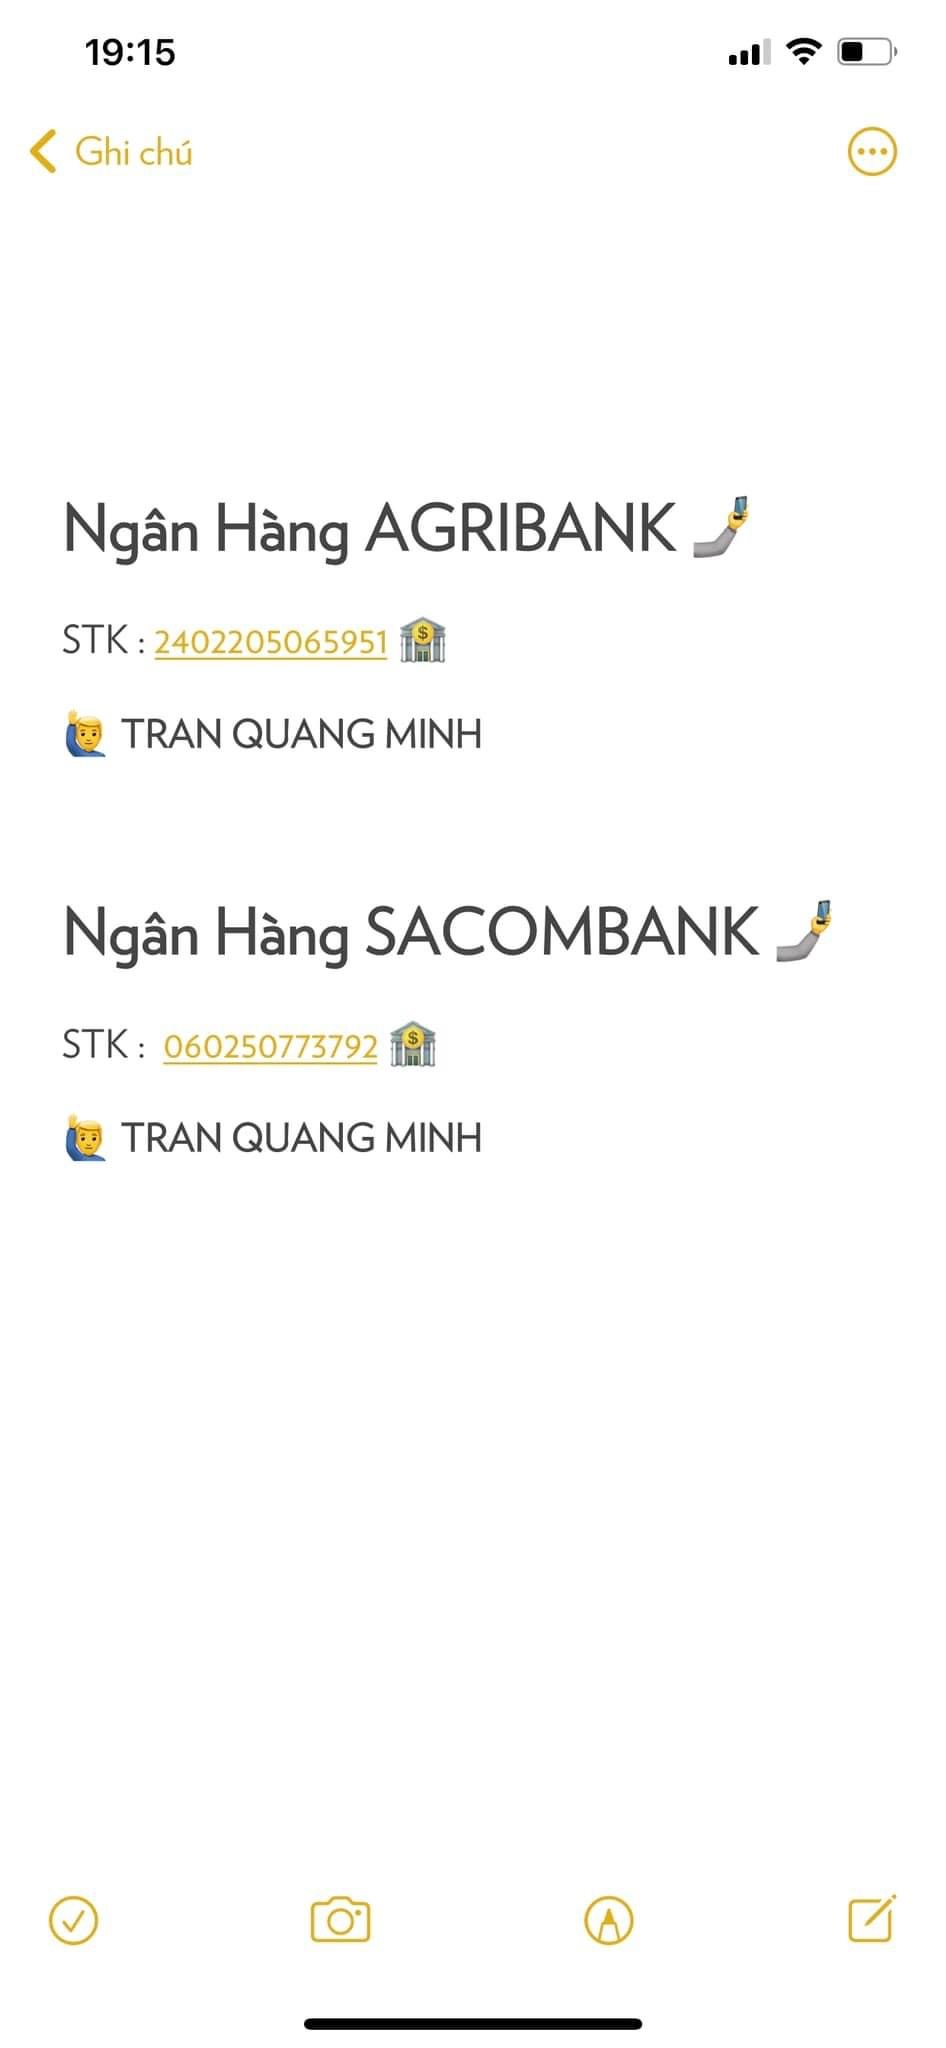 19:15
Ghi chú
Ngân Hàng AGRIBANK
STK : 2402205065951
TRAN QUANG MINH
Ngân Hàng SACOMBANK
STK : 060250773792
TRAN QUANG MINH